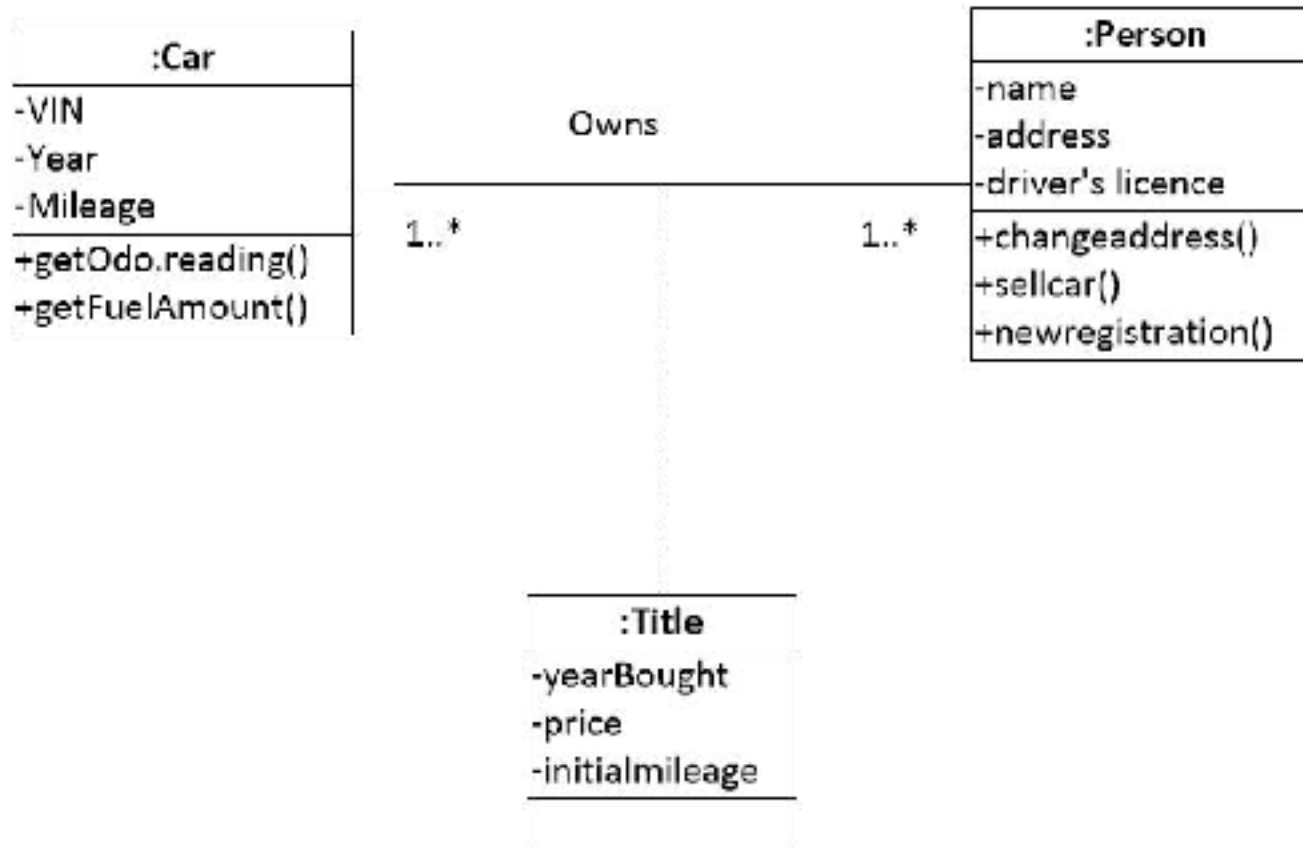 :Car
-VIN
-Year
-Mileage
+getOdo.reading()
+getFuelAmount()
Owns
1..*
1..*
:Person
-name
-address
-driver's licence
+changeaddress()
+sellcar()
+newregistration()
:Title
-yearBought
-price
-initialmileage